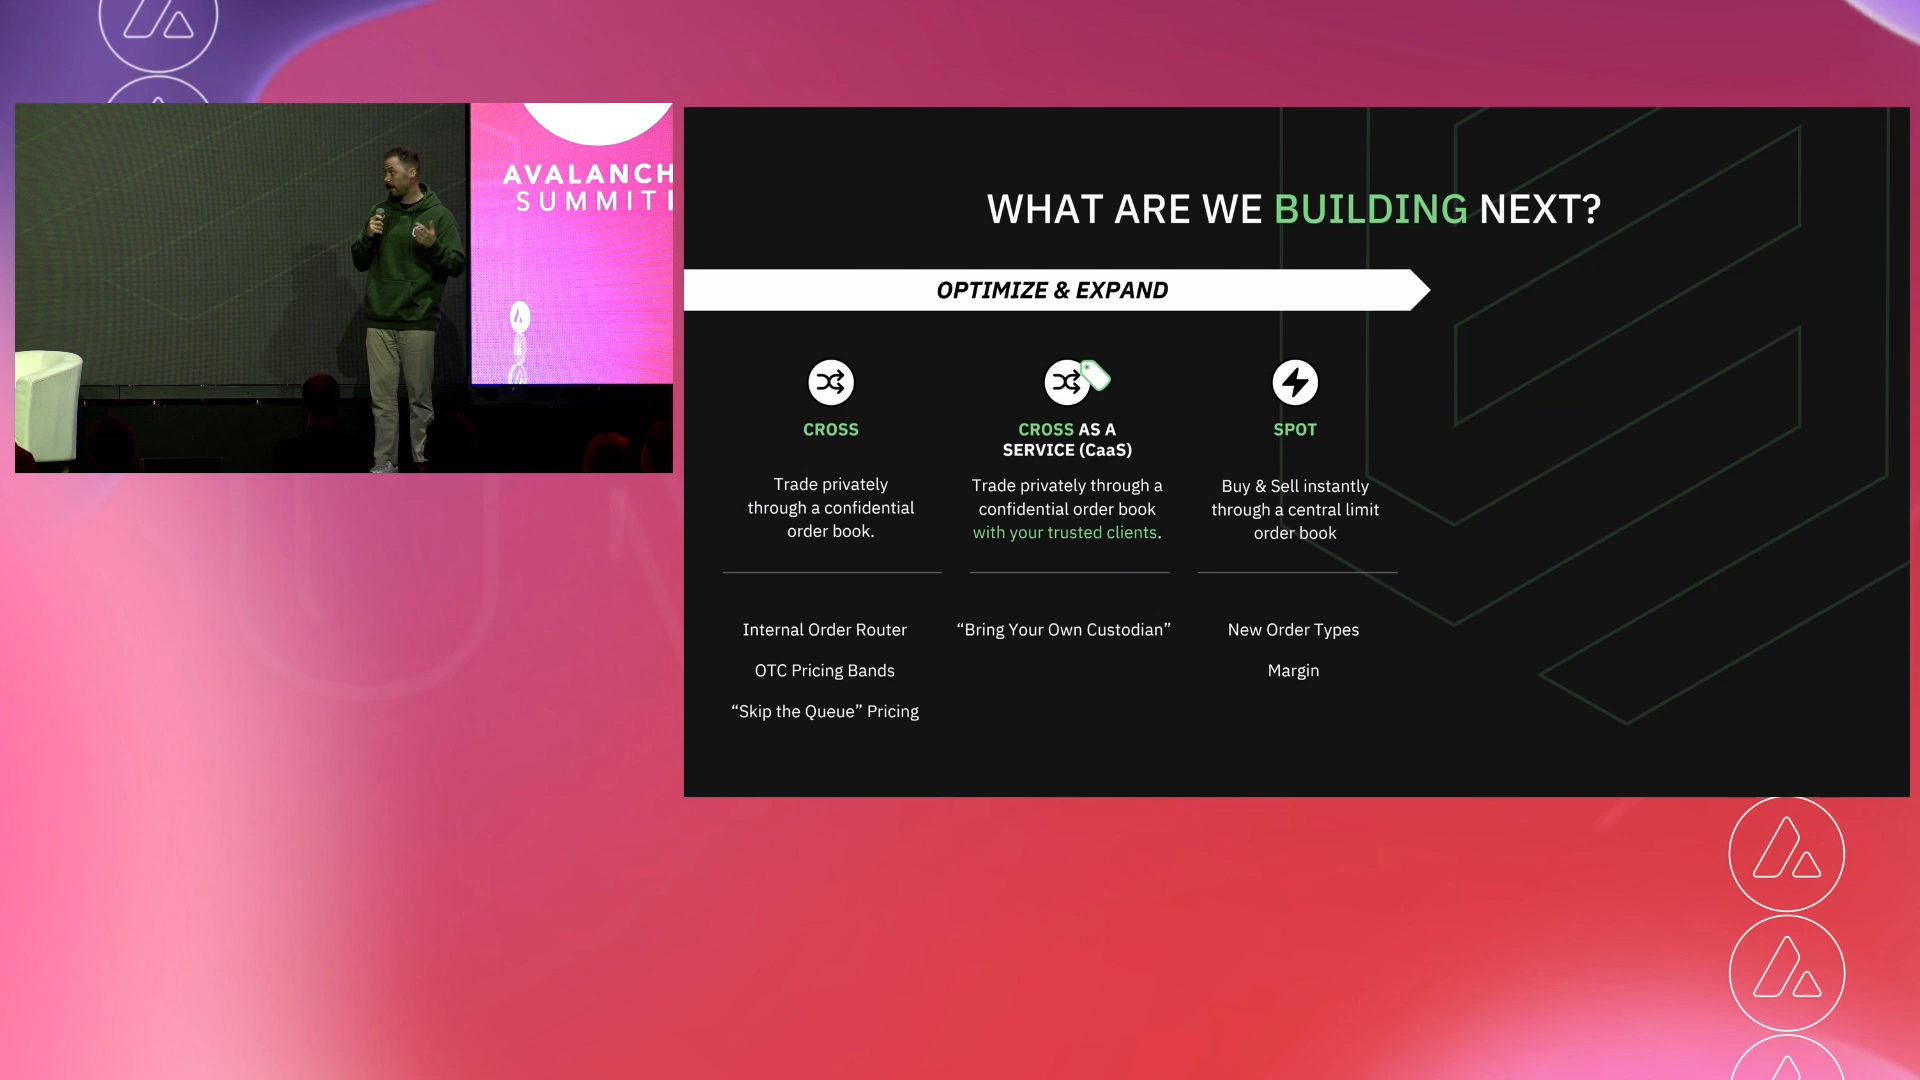 AVALANCH
SUMMIT I
WHAT ARE WE BUILDING NEXT?
OPTIMIZE & EXPAND
CROSS
Trade privately
through a confidential
order book.
Internal Order Router
OTC Pricing Bands
“Skip the Queue” Pricing
CROSS AS A
SERVICE (CaaS)
Trade privately through a
confidential order book
with your trusted clients.
“Bring Your Own Custodian”
SPOT
Buy & Sell instantly
through a central limit
order book
New Order Types
Margin